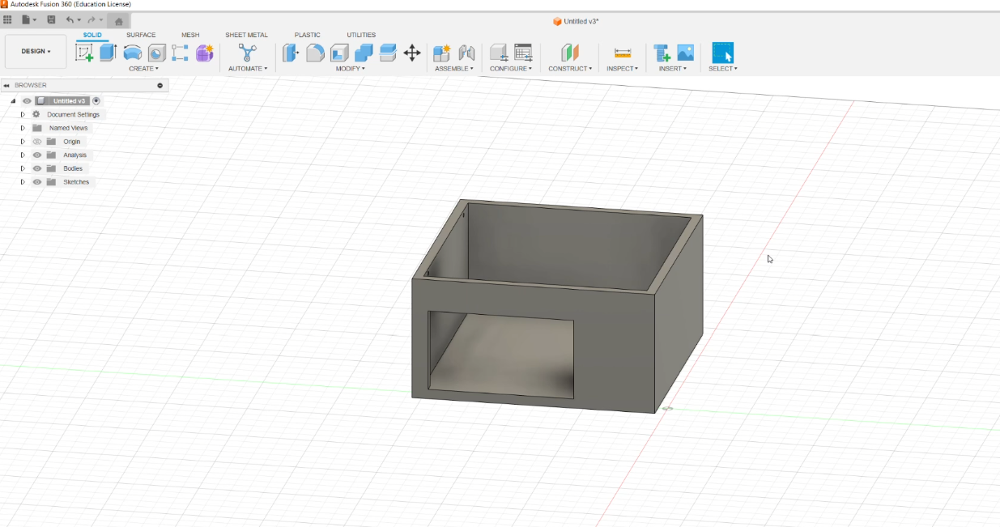 Autodesk Fusion 360 (Education License)
Untitled v3*
DESIGN
SOLID SURFACE MESH SHEET METAL PLASTIC UTILITIES
CREATE AUTOMATE MODIFY ASSEMBLE CONFIGURE CONSTRUCT INSPECT INSERT SELECT
BROWSER
Untitled v3
Document Settings
Named Views
Origin
Analysis
Bodies
Sketches